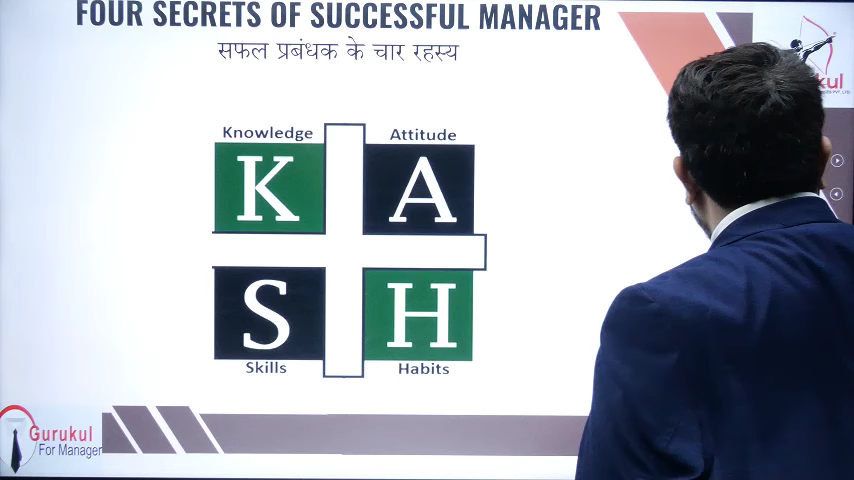 FOUR SECRETS OF SUCCESSFUL MANAGER
सफल प्रबंधक के चार रहस्य
Knowledge Attitude
K A
S H
Skills Habits
Gurukul
For Manager